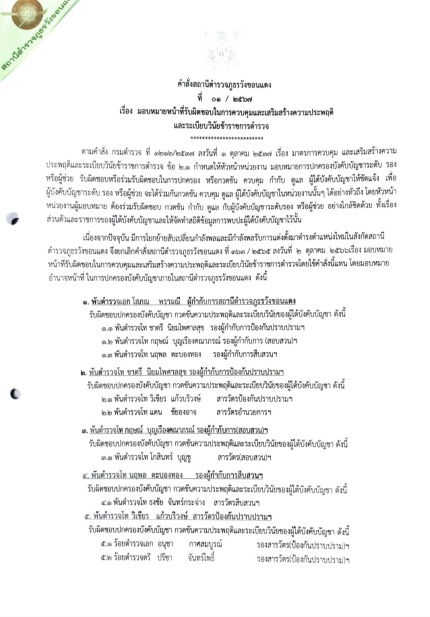 สถานีตำรวจภูธรวังขอนแดง
คำสั่งสถานีตำรวจภูธรวังขอนแดง
ที่ ๐๑ / ๒๕๖๗
เรื่อง มอบหมายหน้าที่รับผิดชอบในการควบคุมและเสริมสร้างความประพฤติ
และระเบียบวินัยข้าราชการตำรวจ
************************
ตามคำสั่ง กรมตำรวจ ที่ ๑๒๑๒/๒๕๓๗ ลงวันที่ ๑ ตุลาคม ๒๕๓๗ เรื่อง มาตรการควบคุม และเสริมสร้างความ
ประพฤติและระเบียบวินัยข้าราชการตำรวจ ข้อ ๒.๑ กำหนดให้หัวหน้าหน่วยงาน มอบหมายการปกครองบังคับบัญชาระดับ รอง
หรือผู้ช่วย รับผิดชอบหรือร่วมรับผิดชอบในการปกครอง หรือกวดขัน ควบคุม กำกับ ดูแล ผู้ใต้บังคับบัญชาให้ชัดแจ้ง เพื่อ
ผู้บังคับบัญชาระดับ รอง หรือผู้ช่วย จะได้ร่วมกันกวดขัน ควบคุม ดูแล ผู้ใต้บังคับบัญชาในหน่วยงานนั้นๆ ได้อย่างทั่วถึง โดยหัวหน้า
หน่วยงานผู้มอบหมาย ต้องร่วมรับผิดชอบ กวดขัน กำกับ ดูแล กับผู้บังคับบัญชาระดับรอง หรือผู้ช่วย อย่างใกล้ชิดด้วย ทั้งเรื่อง
ส่วนตัวและราชการของผู้ใต้บังคับบัญชาและให้จัดทำสถิติข้อมูลการพบปะผู้ใต้บังคับบัญชาไว้นั้น
เนื่องจากปัจจุบัน มีการโยกย้ายสับเปลี่ยนกำลังพลและมีกำลังพลรับการแต่งตั้งมาดำรงตำแหน่งใหม่ในสังกัดสถานี
ตำรวจภูธรวังขอนแดง จึงยกเลิกคำสั่งสถานีตำรวจภูธรวังขอนแดง ที่ ๓๒๓ / ๒๕๖๕ ลงวันที่ ๒ ตุลาคม ๒๕๖๖เรื่อง มอบหมาย
หน้าที่รับผิดชอบในการควบคุมและเสริมสร้างความประพฤติและระเบียบวินัยข้าราชการตำรวจโดยใช้คำสั่งนี้แทน โดยมอบหมาย
อำนาจหน้าที่ ในการปกครองบังคับบัญชาภายในสถานีตำรวจภูธรวังขอนแดง ดังนี้
๑. พันตำรวจเอก โสภณ พรามณี ผู้กำกับการสถานีตำรวจภูธรวังขอนแดง
รับผิดชอบปกครองบังคับบัญชา กวดขันความประพฤติและระเบียบวินัยของผู้ใต้บังคับบัญชา ดังนี้
๑.๑ พันตำรวจโท ชาตรี นิยมไพศาลสุข รองผู้กำกับการป้องกันปราบปรามฯ
๑.๒ พันตำรวจโท กฤษณ์ บุญเรืองคณาภรณ์ รองผู้กำกับการ (สอบสวน)ฯ
๑.๓ พันตำรวจโท นฤพล ตะบองทอง รองผู้กำกับการสืบสวนฯ
๒. พันตำรวจโท ชาตรี นิยมไพศาลสุข รองผู้กำกับการป้องกันปราบปรามฯ
รับผิดชอบปกครองบังคับบัญชา กวดขันความประพฤติและระเบียบวินัยของผู้ใต้บังคับบัญชา ดังนี้
๒.๑ พันตำรวจโท วิเชียร แก้วบริวงษ์ สารวัตรป้องกันปราบปรามฯ
๒.๒ พันตำรวจโท แดน ช้อยอาจ สารวัตรอำนวยการฯ
๓. พันตำรวจโท กฤษณ์ บุญเรืองคณาภรณ์ รองผู้กำกับการ(สอบสวน)ฯ
รับผิดชอบปกครองบังคับบัญชา กวดขันความประพฤติและระเบียบวินัยของผู้ใต้บังคับบัญชา ดังนี้
๓.๑ พันตำรวจโท โกสินทร์ บุญชู สารวัตร(สอบสวน)ฯ
๔. พันตำรวจโท นฤพล ตะบองทอง รองผู้กำกับการสืบสวนฯ
รับผิดชอบปกครองบังคับบัญชา กวดขันความประพฤติและระเบียบวินัยของผู้ใต้บังคับบัญชา ดังนี้
๔.๑ พันตำรวจโท ธงชัย จันทร์กระจ่าง สารวัตรสืบสวนฯ
๕. พันตำรวจโท วิเชียร แก้วบริวงษ์ สารวัตรป้องกันปราบปรามฯ
รับผิดชอบปกครองบังคับบัญชา กวดขันความประพฤติและระเบียบวินัยของผู้ใต้บังคับบัญชา ดังนี้
๕.๑ ร้อยตำรวจเอก อนุชา กาศสมบูรณ์ รองสารวัตร(ป้องกันปราบปราม)ฯ
๕.๒ ร้อยตำรวจตรี ปรีชา จันทร์โพธิ์ รองสารวัตร(ป้องกันปราบปราม)ฯ